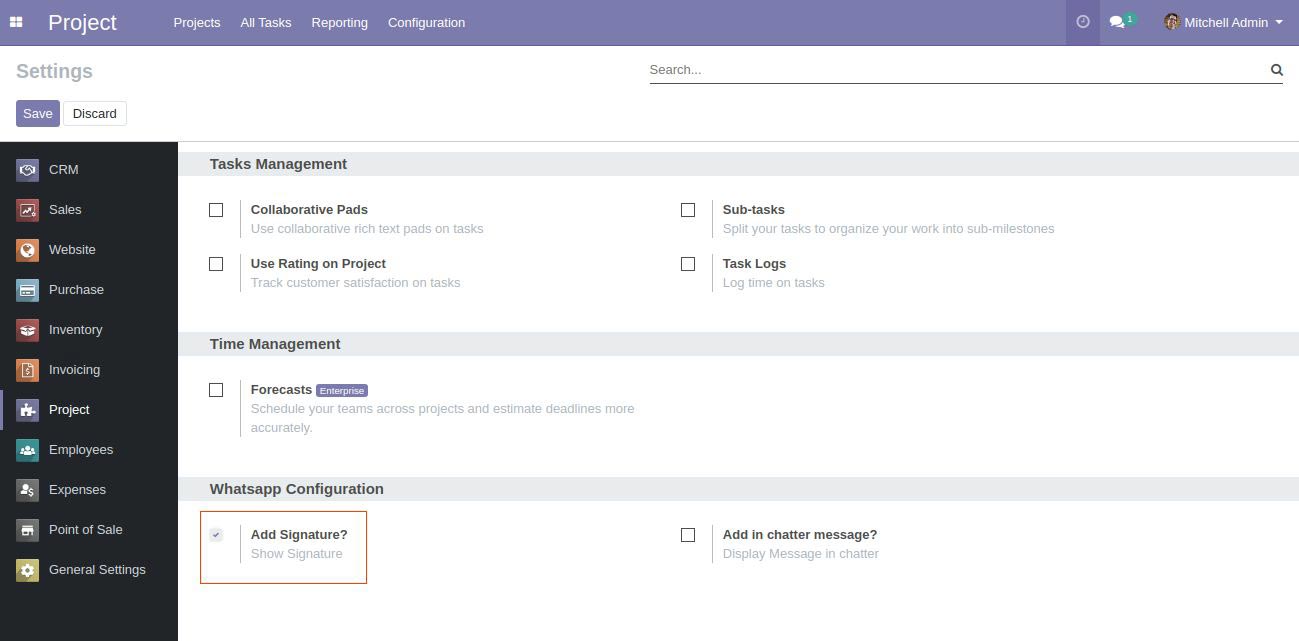 Project
Projects
All Tasks
Reporting
Configuration
1
Mitchell Admin
Settings
Search...
Save
Discard
CRM
Sales
Website
Purchase
Inventory
Invoicing
Project
Employees
Expenses
Point of Sale
General Settings
Tasks Management
Collaborative Pads
Use collaborative rich text pads on tasks
Sub-tasks
Split your tasks to organize your work into sub-milestones
Use Rating on Project
Track customer satisfaction on tasks
Task Logs
Log time on tasks
Time Management
Forecasts Enterprise
Schedule your teams across projects and estimate deadlines more
accurately.
Whatsapp Configuration
Add Signature?
Show Signature
Add in chatter message?
Display Message in chatter